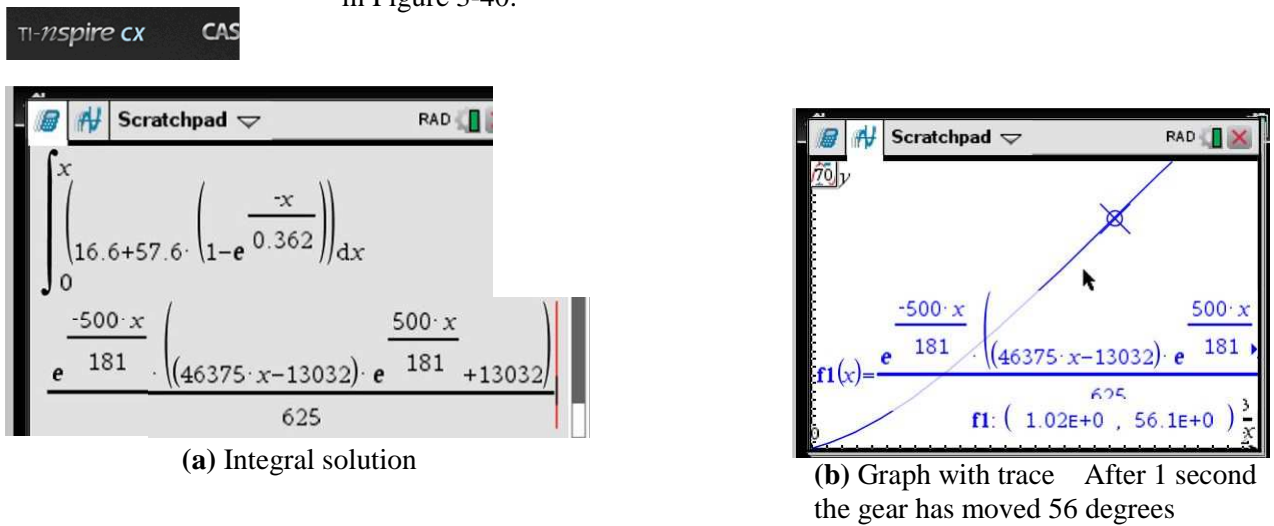 in Figure 3-40.
TI-nspire CX CAS
Scratchpad RAD
∫₀ˣ (16.6+57.6·(1-e^(-x/0.362)))dx
e^(-500·x/181)·((46375·x-13032)·e^(500·x/181)+13032)/625
(a) Integral solution
Scratchpad RAD
70 y
f1(x)=e^(-500·x/181)·((46375·x-13032)·e^(500·x/181)
625
f1: ( 1.02E+0 , 56.1E+0 ) 3
0 x
(b) Graph with trace After 1 second
the gear has moved 56 degrees